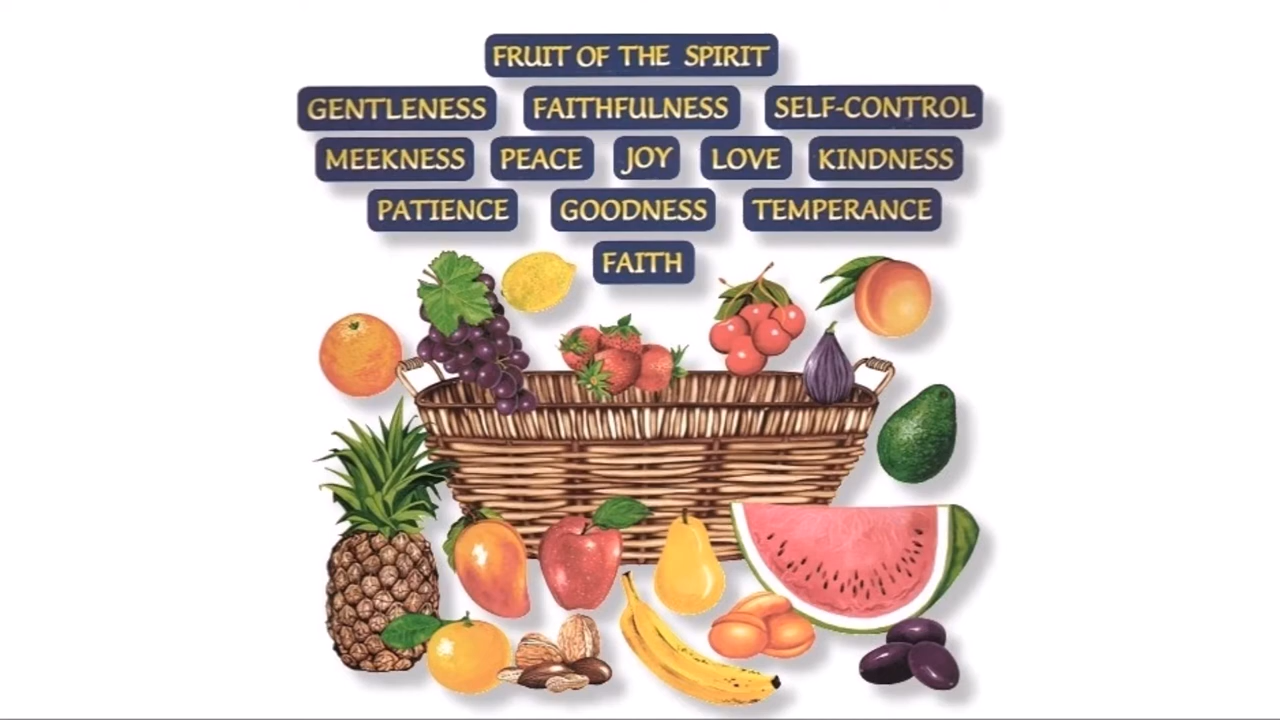 FRUIT OF THE SPIRIT
GENTLENESS FAITHFULNESS SELF-CONTROL
MEEKNESS PEACE JOY LOVE KINDNESS
PATIENCE GOODNESS TEMPERANCE
FAITH